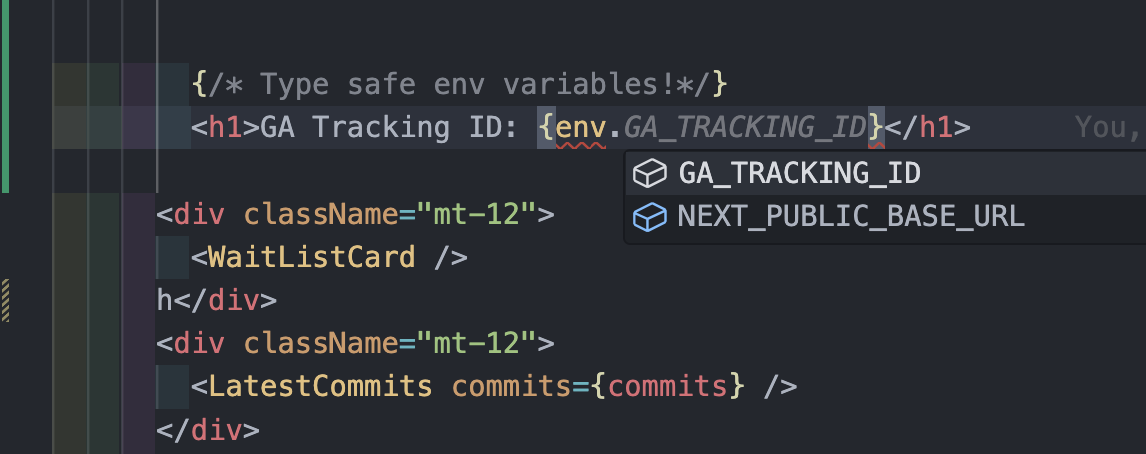 {/* Type safe env variables!*/}
<h1>GA Tracking ID: {env.GA_TRACKING_ID}</h1> You,
GA_TRACKING_ID
NEXT_PUBLIC_BASE_URL
<div className="mt-12">
<WaitListCard />
h</div>
<div className="mt-12">
<LatestCommits commits={commits} />
</div>